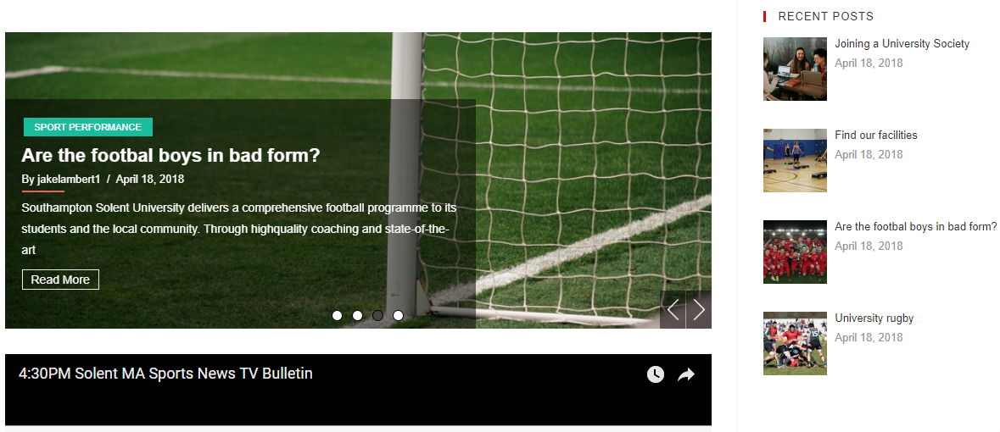 SPORT PERFORMANCE
Are the footbal boys in bad form?
By jakelambert1 / April 18, 2018
Southampton Solent University delivers a comprehensive football programme to its
students and the local community. Through highquality coaching and state-of-the-
art
Read More
4:30PM Solent MA Sports News TV Bulletin
RECENT POSTS
Joining a University Society
April 18, 2018
Find our facilities
April 18, 2018
Are the footbal boys in bad form?
April 18, 2018
University rugby
April 18, 2018